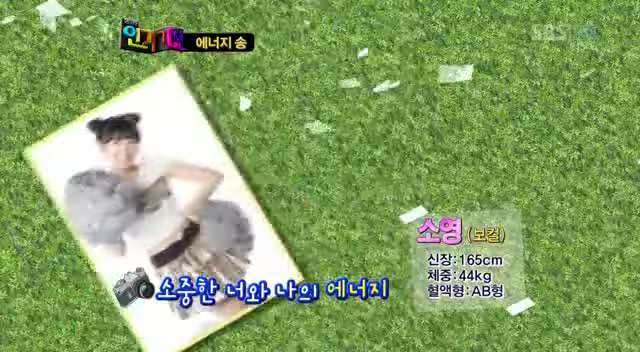 인기가요
에너지 송
SBS
소영 (보컬)
신장:165cm
체중:44kg
혈액형:AB형
소중한 너와 나의 에너지